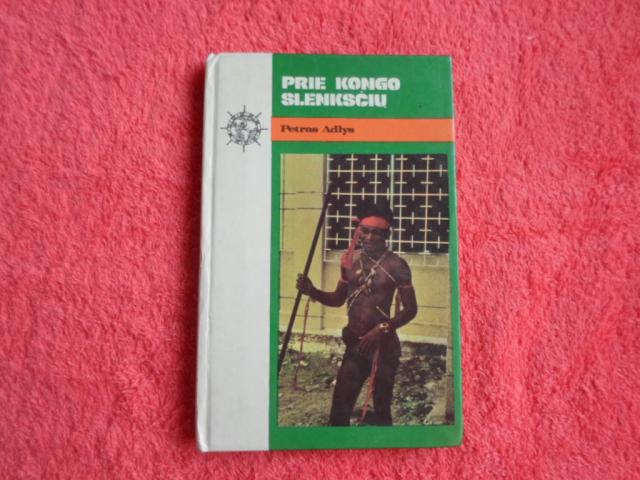 PRIE KONGO
SLENKSČIŲ
Petras Adlys